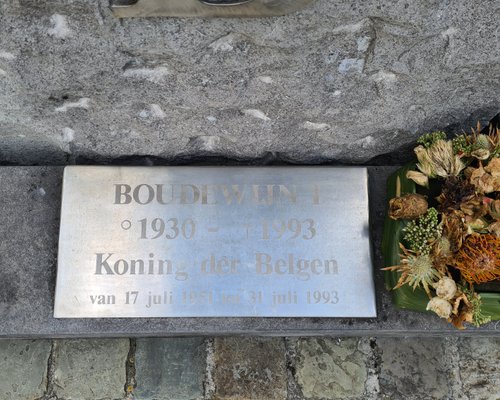 BOUDEWIJN I
°1930 - †1993
Koning der Belgen
van 17 juli 1951 tot 31 juli 1993